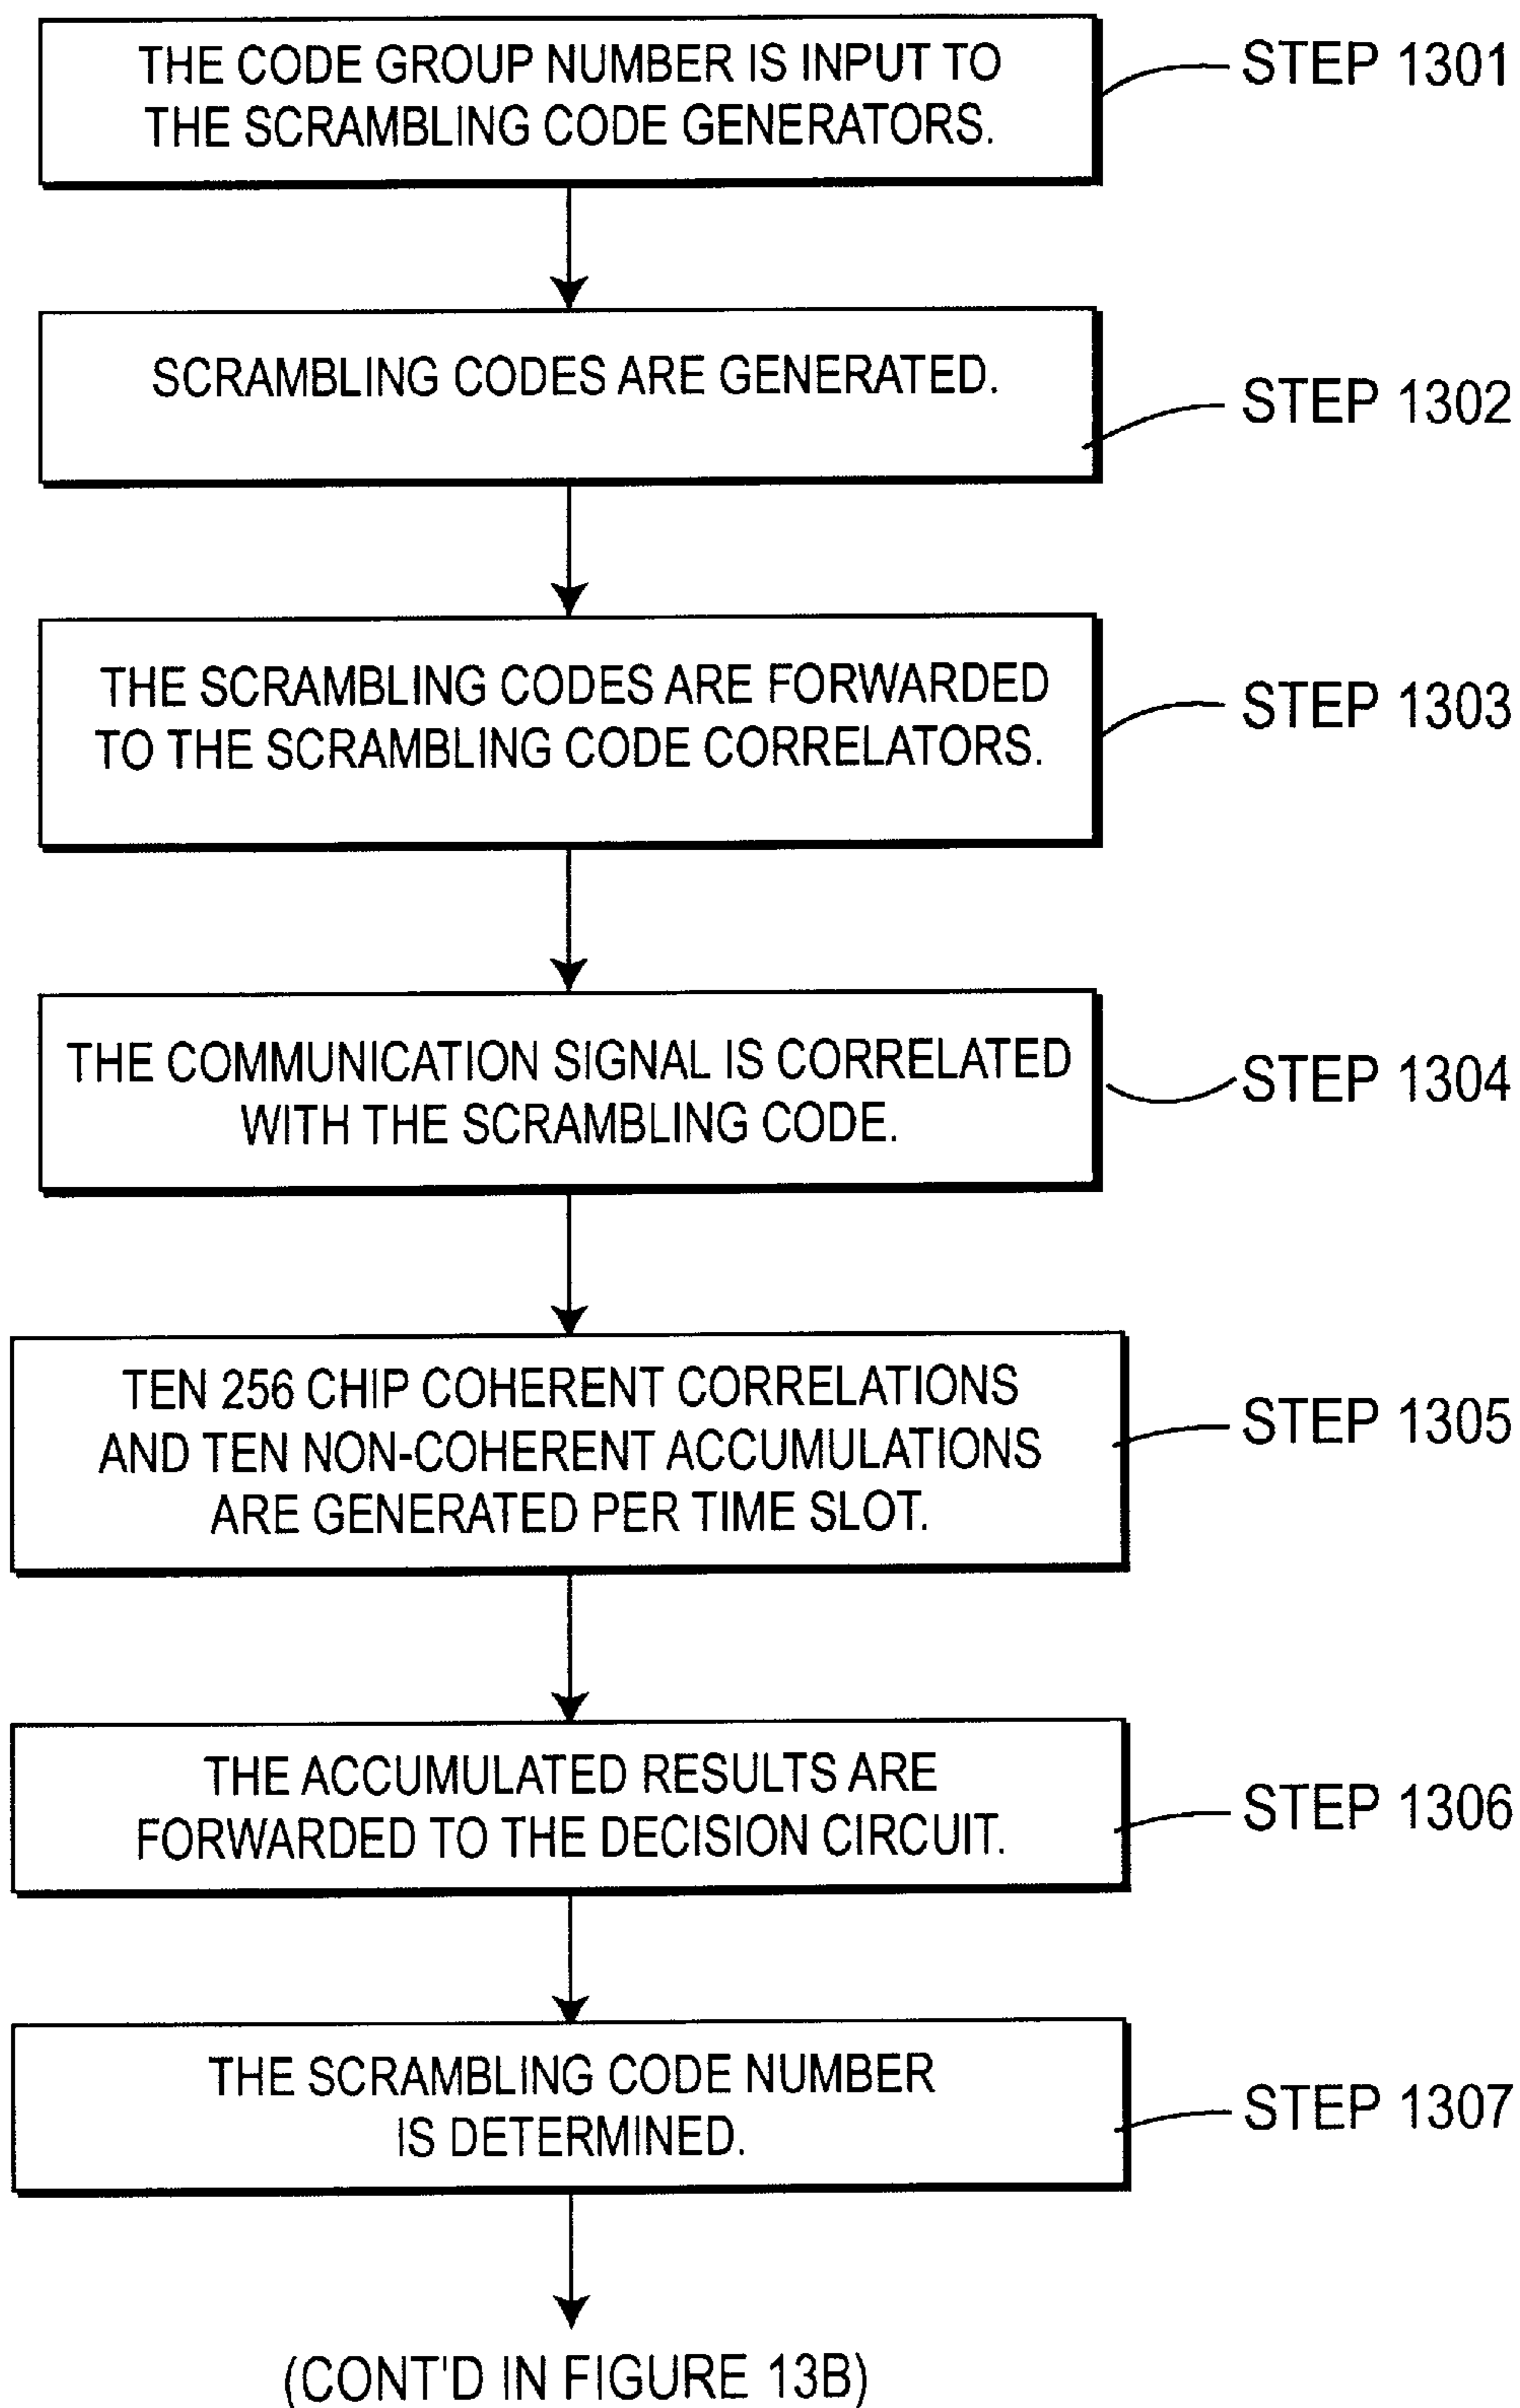 THE CODE GROUP NUMBER IS INPUT TO
THE SCRAMBLING CODE GENERATORS.
STEP 1301
SCRAMBLING CODES ARE GENERATED.
STEP 1302
THE SCRAMBLING CODES ARE FORWARDED
TO THE SCRAMBLING CODE CORRELATORS.
STEP 1303
THE COMMUNICATION SIGNAL IS CORRELATED
WITH THE SCRAMBLING CODE.
STEP 1304
TEN 256 CHIP COHERENT CORRELATIONS
AND TEN NON-COHERENT ACCUMULATIONS
ARE GENERATED PER TIME SLOT.
STEP 1305
THE ACCUMULATED RESULTS ARE
FORWARDED TO THE DECISION CIRCUIT.
STEP 1306
THE SCRAMBLING CODE NUMBER
IS DETERMINED.
STEP 1307
(CONT'D IN FIGURE 13B)